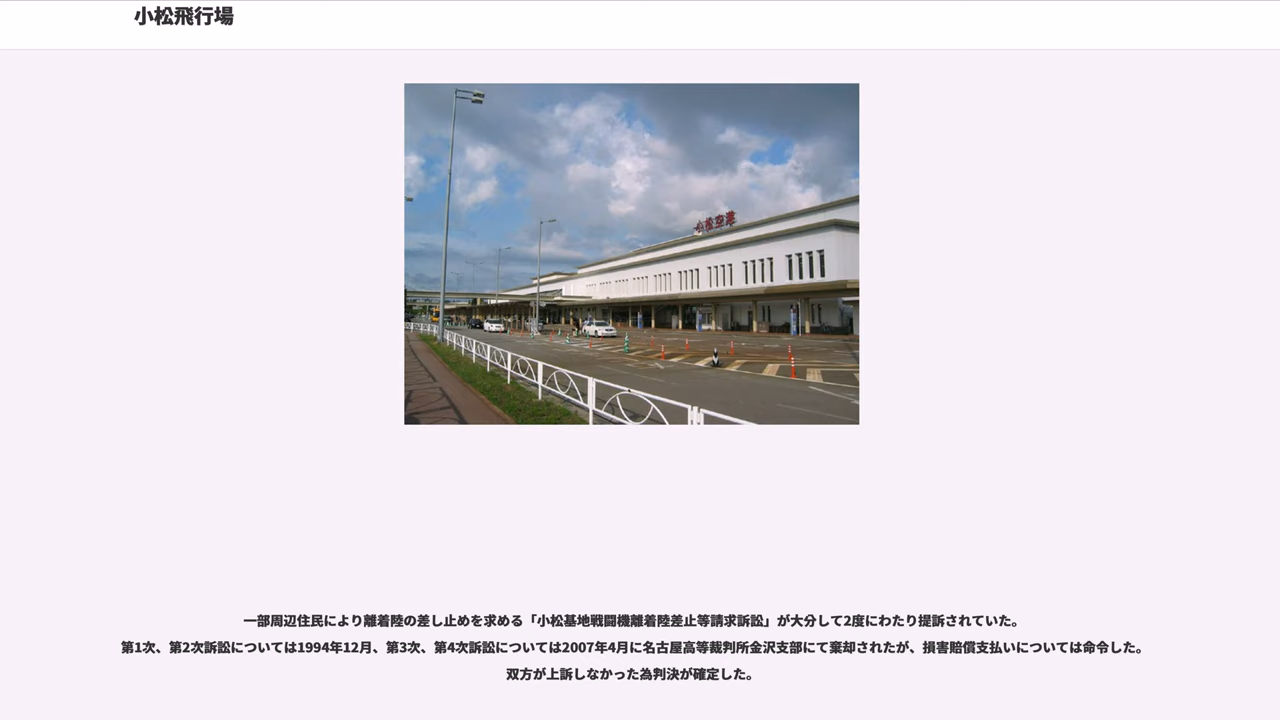 小松飛行場
小松空港
一部周辺住民により離着陸の差し止めを求める「小松基地戦闘機離着陸差止等請求訴訟」が大分して2度にわたり提訴されていた。
第1次、第2次訴訟については1994年12月、第3次、第4次訴訟については2007年4月に名古屋高等裁判所金沢支部にて棄却されたが、損害賠償支払いについては命令した。
双方が上訴しなかった為判決が確定した。